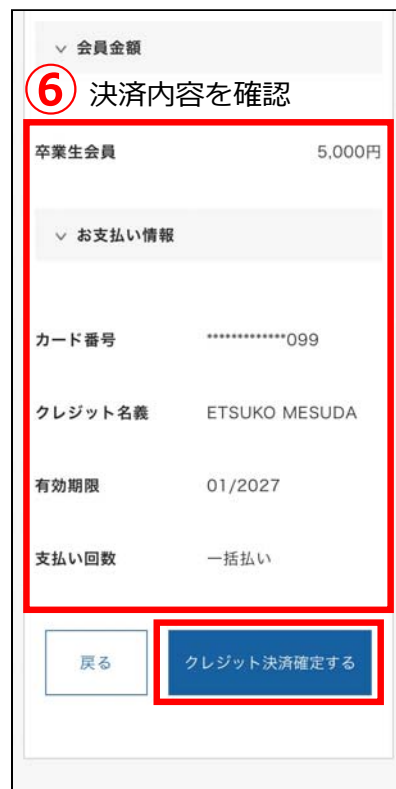 会員金額
⑥ 決済内容を確認
卒業生会員 5,000円
お支払い情報
カード番号 *************099
クレジット名義 ETSUKO MESUDA
有効期限 01/2027
支払い回数 一括払い
戻る クレジット決済確定する